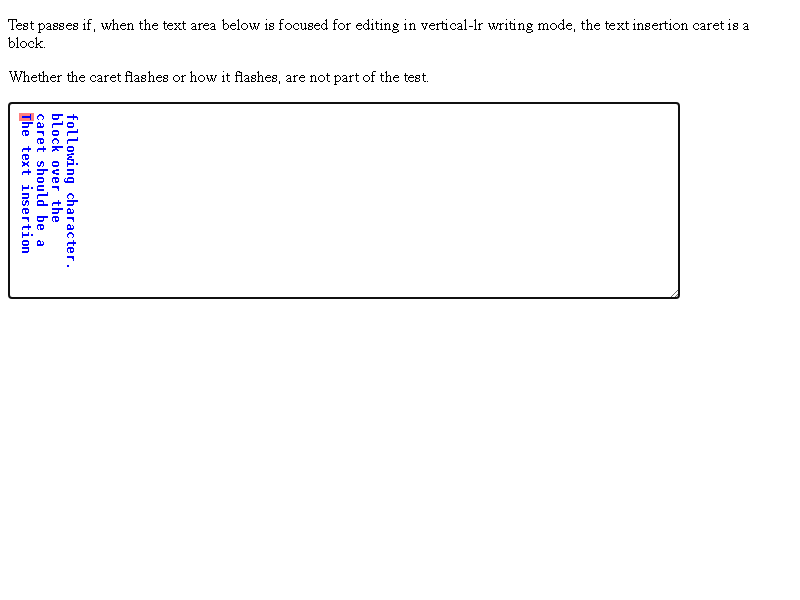 Test passes if, when the text area below is focused for editing in vertical-lr writing mode, the text insertion caret is a
block.
Whether the caret flashes or how it flashes, are not part of the test.
The text insertion
caret should be a
block over the
following character.